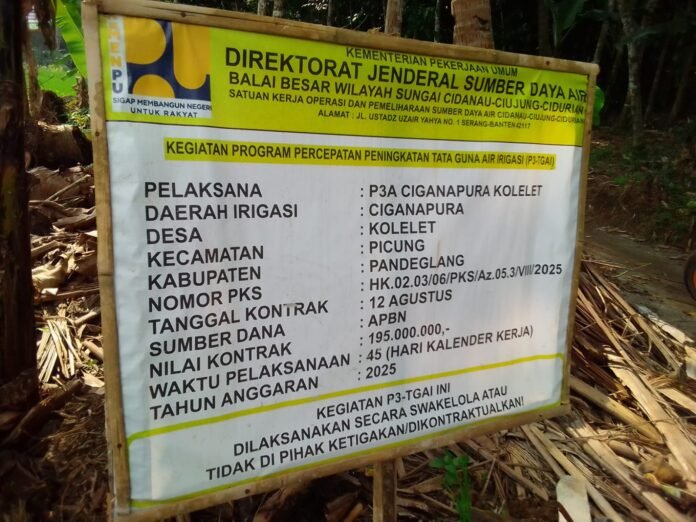 KEMEN PU
SIGAP MEMBANGUN NEGERI
UNTUK RAKYAT
KEMENTERIAN PEKERJAAN UMUM
DIREKTORAT JENDERAL SUMBER DAYA AIR
BALAI BESAR WILAYAH SUNGAI CIDANAU-CIUJUNG-CIDURIAN
SATUAN KERJA OPERASI DAN PEMELIHARAAN SUMBER DAYA AIR CIDANAU-CIUJUNG-CIDURIAN
ALAMAT : JL. USTADZ UZAIR YAHYA NO. 1 SERANG-BANTEN 42117
KEGIATAN PROGRAM PERCEPATAN PENINGKATAN TATA GUNA AIR IRIGASI (P3-TGAI)
PELAKSANA : P3A CIGANAPURA KOLELET
DAERAH IRIGASI : CIGANAPURA
DESA : KOLELET
KECAMATAN : PICUNG
KABUPATEN : PANDEGLANG
NOMOR PKS : HK.02.03/06/PKS/Az.05.3/VIII/2025
TANGGAL KONTRAK : 12 AGUSTUS
SUMBER DANA : APBN
NILAI KONTRAK : 195.000.000,-
WAKTU PELAKSANAAN : 45 (HARI KALENDER KERJA)
TAHUN ANGGARAN : 2025
KEGIATAN P3-TGAI INI
DILAKSANAKAN SECARA SWAKELOLA ATAU
TIDAK DI PIHAK KETIGAKAN/DIKONTRAKTUALKAN!